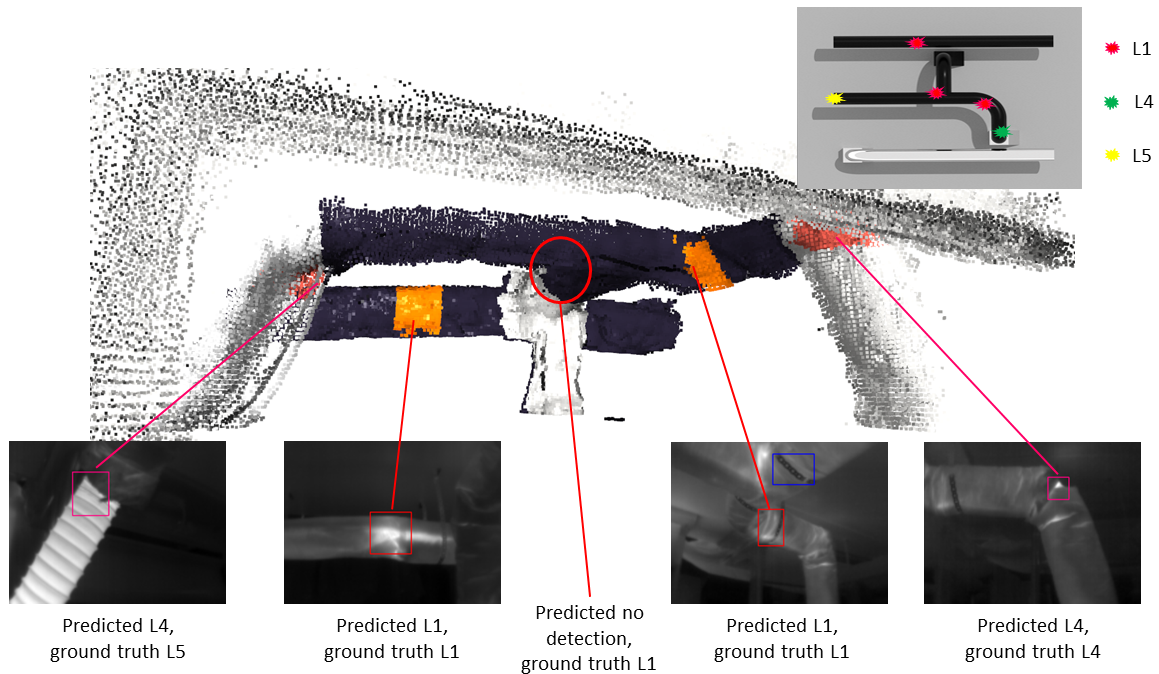 L1
L4
L5
Predicted L4,
ground truth L5
Predicted L1,
ground truth L1
Predicted no
detection,
ground truth L1
Predicted L1,
ground truth L1
Predicted L4,
ground truth L4